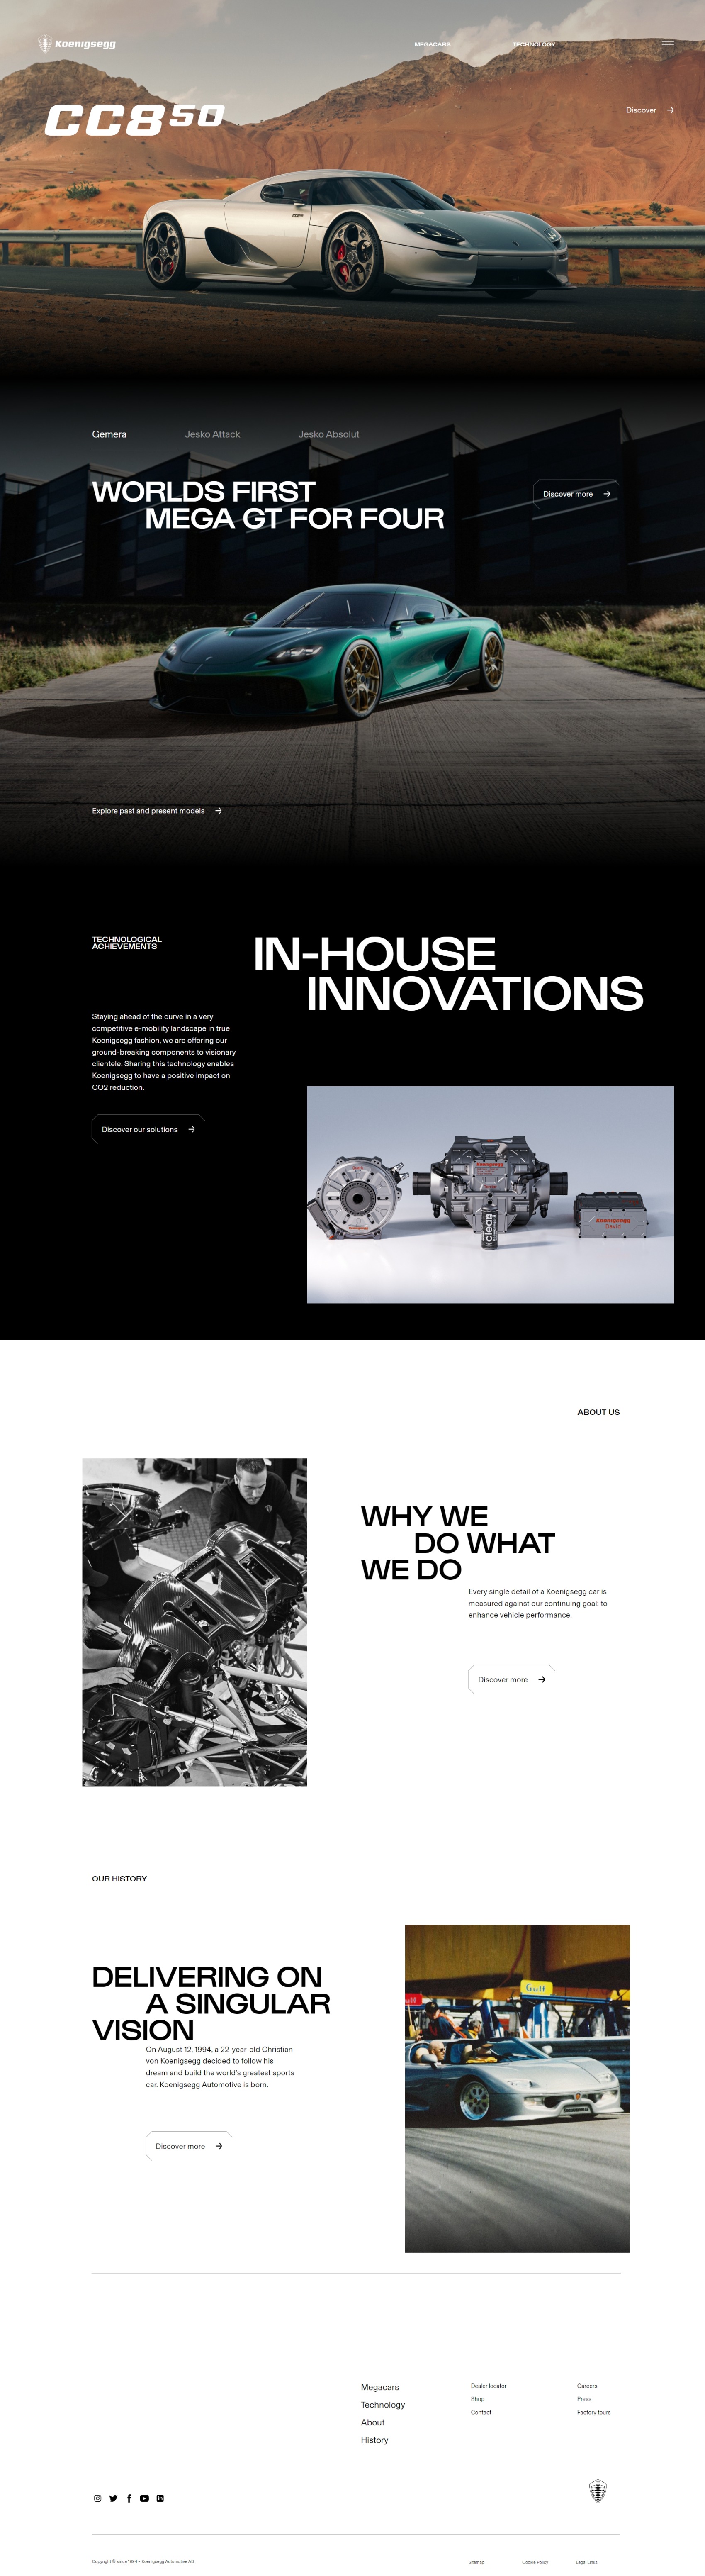 Koenigsegg
MEGACARS
TECHNOLOGY
CC850
Discover
Gemera
Jesko Attack
Jesko Absolut
WORLDS FIRST
MEGA GT FOR FOUR
Discover more
Explore past and present models
TECHNOLOGICAL
ACHIEVEMENTS
IN-HOUSE
INNOVATIONS
Staying ahead of the curve in a very
competitive e-mobility landscape in true
Koenigsegg fashion, we are offering our
ground-breaking components to visionary
clientele. Sharing this technology enables
Koenigsegg to have a positive impact on
CO2 reduction.
Discover our solutions
Koenigsegg
clean
Koenigsegg
David
ABOUT US
WHY WE
DO WHAT
WE DO
Every single detail of a Koenigsegg car is
measured against our continuing goal: to
enhance vehicle performance.
Discover more
OUR HISTORY
DELIVERING ON
A SINGULAR
VISION
On August 12, 1994, a 22-year-old Christian
von Koenigsegg decided to follow his
dream and build the world's greatest sports
car. Koenigsegg Automotive is born.
Gulf
Discover more
Megacars
Technology
About
History
Dealer locator
Shop
Contact
Careers
Press
Factory tours
Copyright © since 1994 – Koenigsegg Automotive AB
Sitemap
Cookie Policy
Legal Links